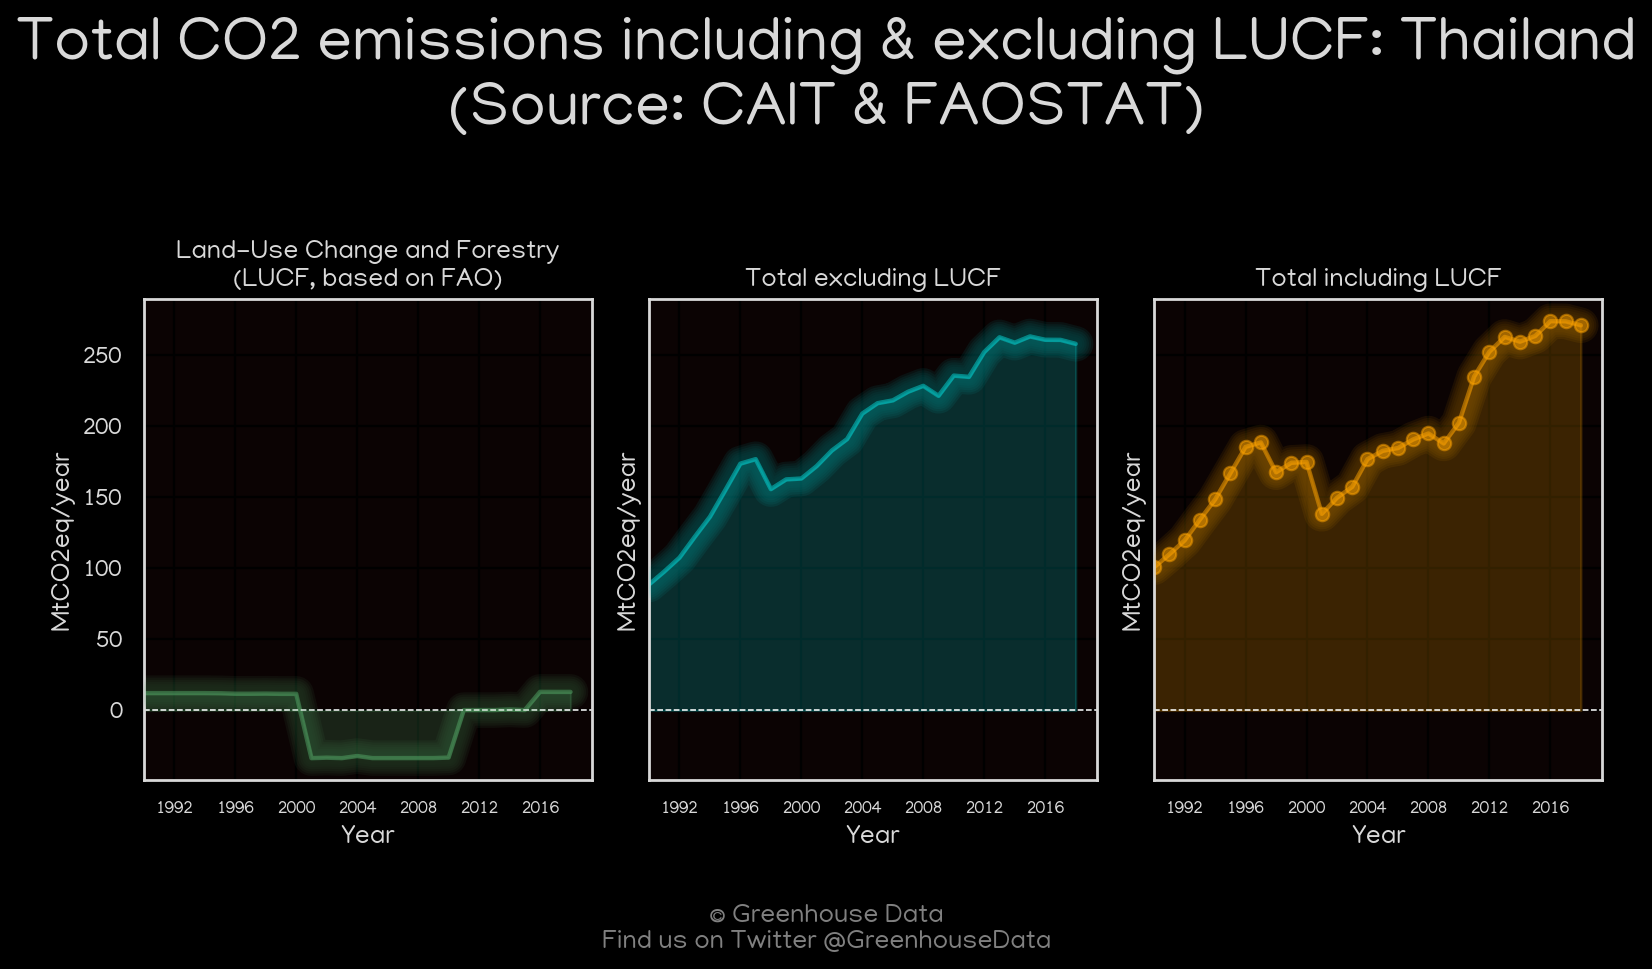 Total CO2 emissions including & excluding LUCF: Thailand
(Source: CAIT & FAOSTAT)
Land-Use Change and Forestry
(LUCF, based on FAO)
Total excluding LUCF
Total including LUCF
MtCO2eq/year
250
200
150
100
50
0
MtCO2eq/year
MtCO2eq/year
1992 1996 2000 2004 2008 2012 2016
1992 1996 2000 2004 2008 2012 2016
1992 1996 2000 2004 2008 2012 2016
Year
Year
Year
© Greenhouse Data
Find us on Twitter @GreenhouseData